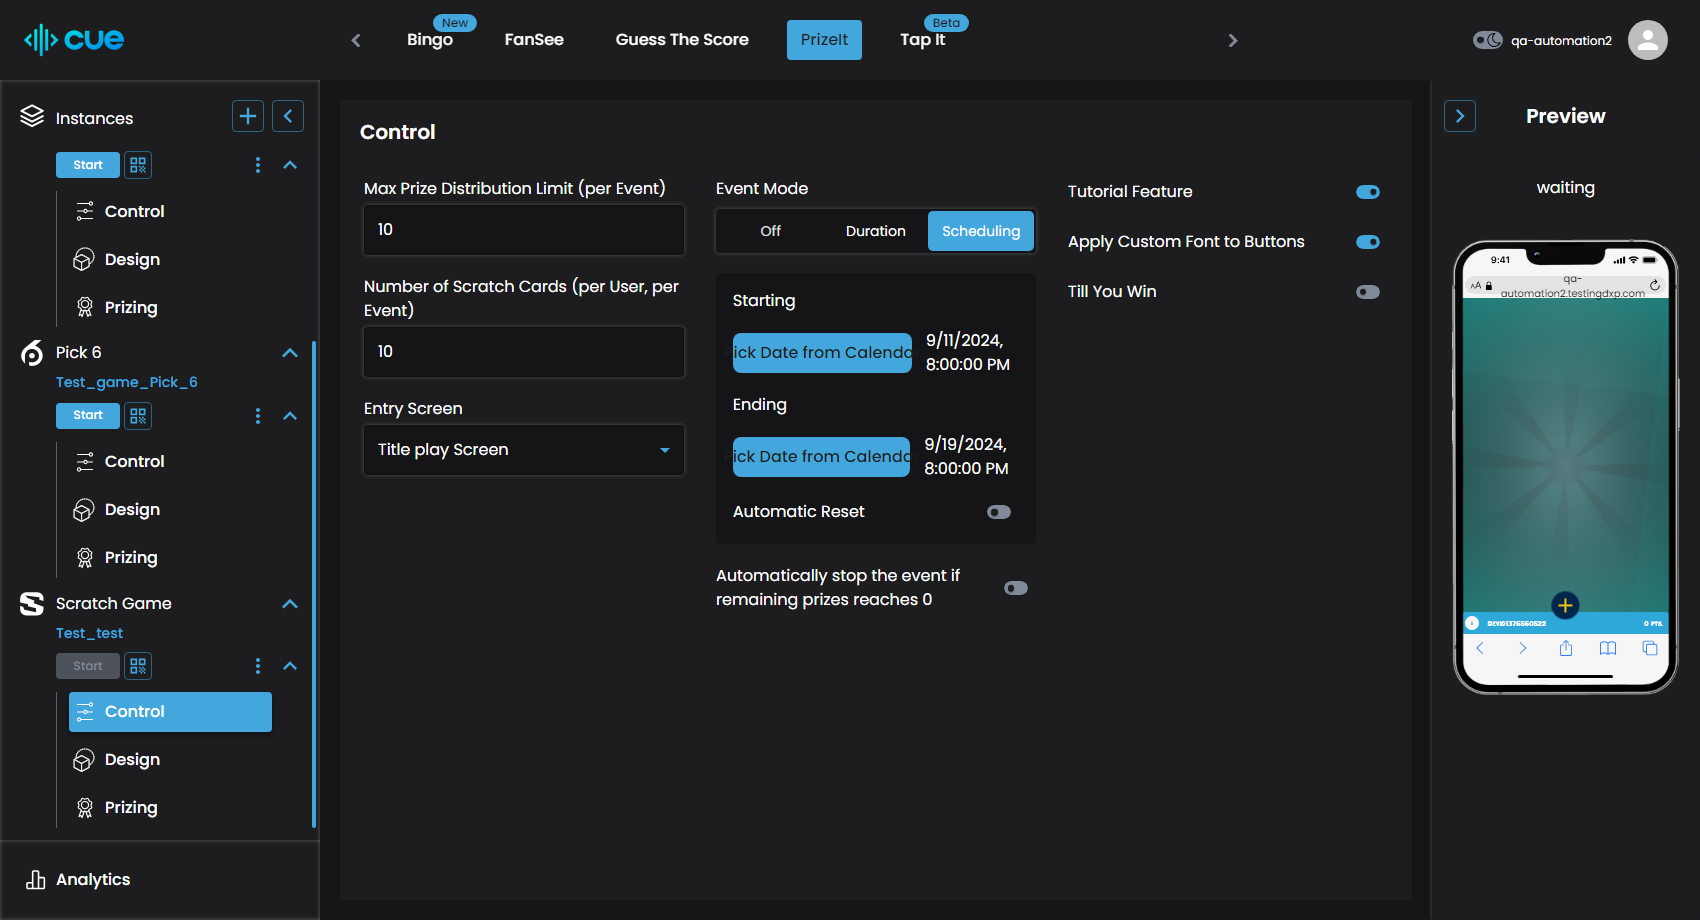 cue
Bingo
New
FanSee
Guess The Score
PrizeIt
Tap It
Beta
qa-automation2
Instances
Start
Control
Design
Prizing
Pick 6
Test_game_Pick_6
Start
Control
Design
Prizing
Scratch Game
Test_test
Start
Control
Design
Prizing
Analytics
Control
Max Prize Distribution Limit (per Event)
10
Number of Scratch Cards (per User, per
Event)
10
Entry Screen
Title play Screen
Event Mode
Off
Duration
Scheduling
Starting
Pick Date from Calendar
9/11/2024,
8:00:00 PM
Ending
Pick Date from Calendar
9/19/2024,
8:00:00 PM
Automatic Reset
Automatically stop the event if
remaining prizes reaches 0
Tutorial Feature
Apply Custom Font to Buttons
Till You Win
Preview
waiting
9:41
AA
qa-
automation2.testingdxp.com
0 PTS.